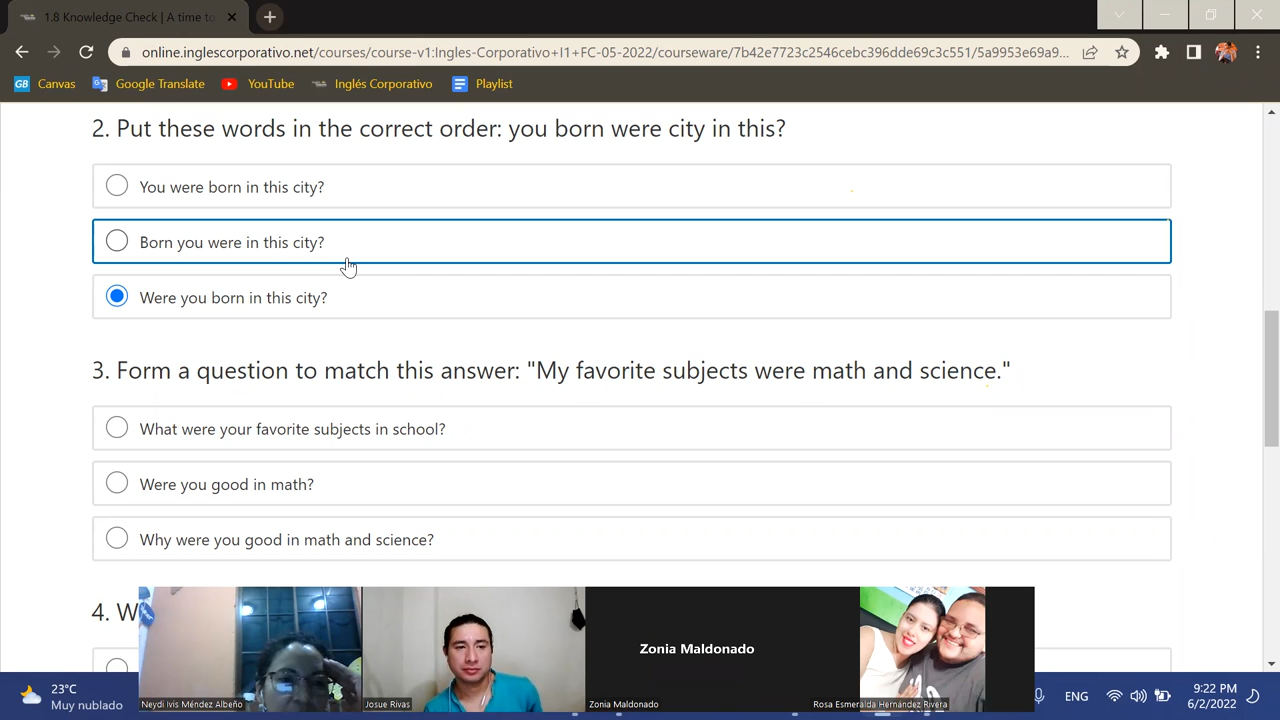 1.8 Knowledge Check | A time to
online.inglescorporativo.net/courses/course-v1:Ingles-Corporativo+I1+FC-05-2022/courseware/7b42e7723c2546cebc396dde69c3c551/5a9953e69a9...
GB Canvas Google Translate YouTube Inglés Corporativo Playlist
2. Put these words in the correct order: you born were city in this?
You were born in this city?
Born you were in this city?
Were you born in this city?
3. Form a question to match this answer: "My favorite subjects were math and science."
What were your favorite subjects in school?
Were you good in math?
Why were you good in math and science?
4. W
Zonia Maldonado
Neydi Ivis Méndez Albeño
Josue Rivas
Zonia Maldonado
Rosa Esmeralda Hernández Rivera
23°C
Muy nublado
ENG
9:22 PM
6/2/2022